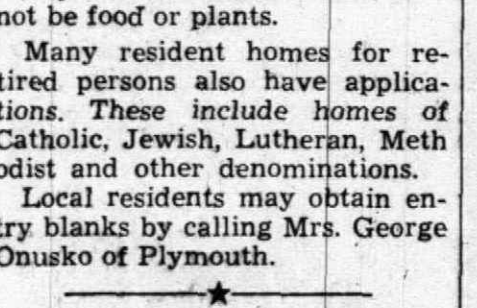 not be food or plants.
Many resident homes for re-
tired persons also have applica-
tions. These include homes of
Catholic, Jewish, Lutheran, Meth
odist and other denominations.
Local residents may obtain en-
try blanks by calling Mrs. George
Onusko of Plymouth.